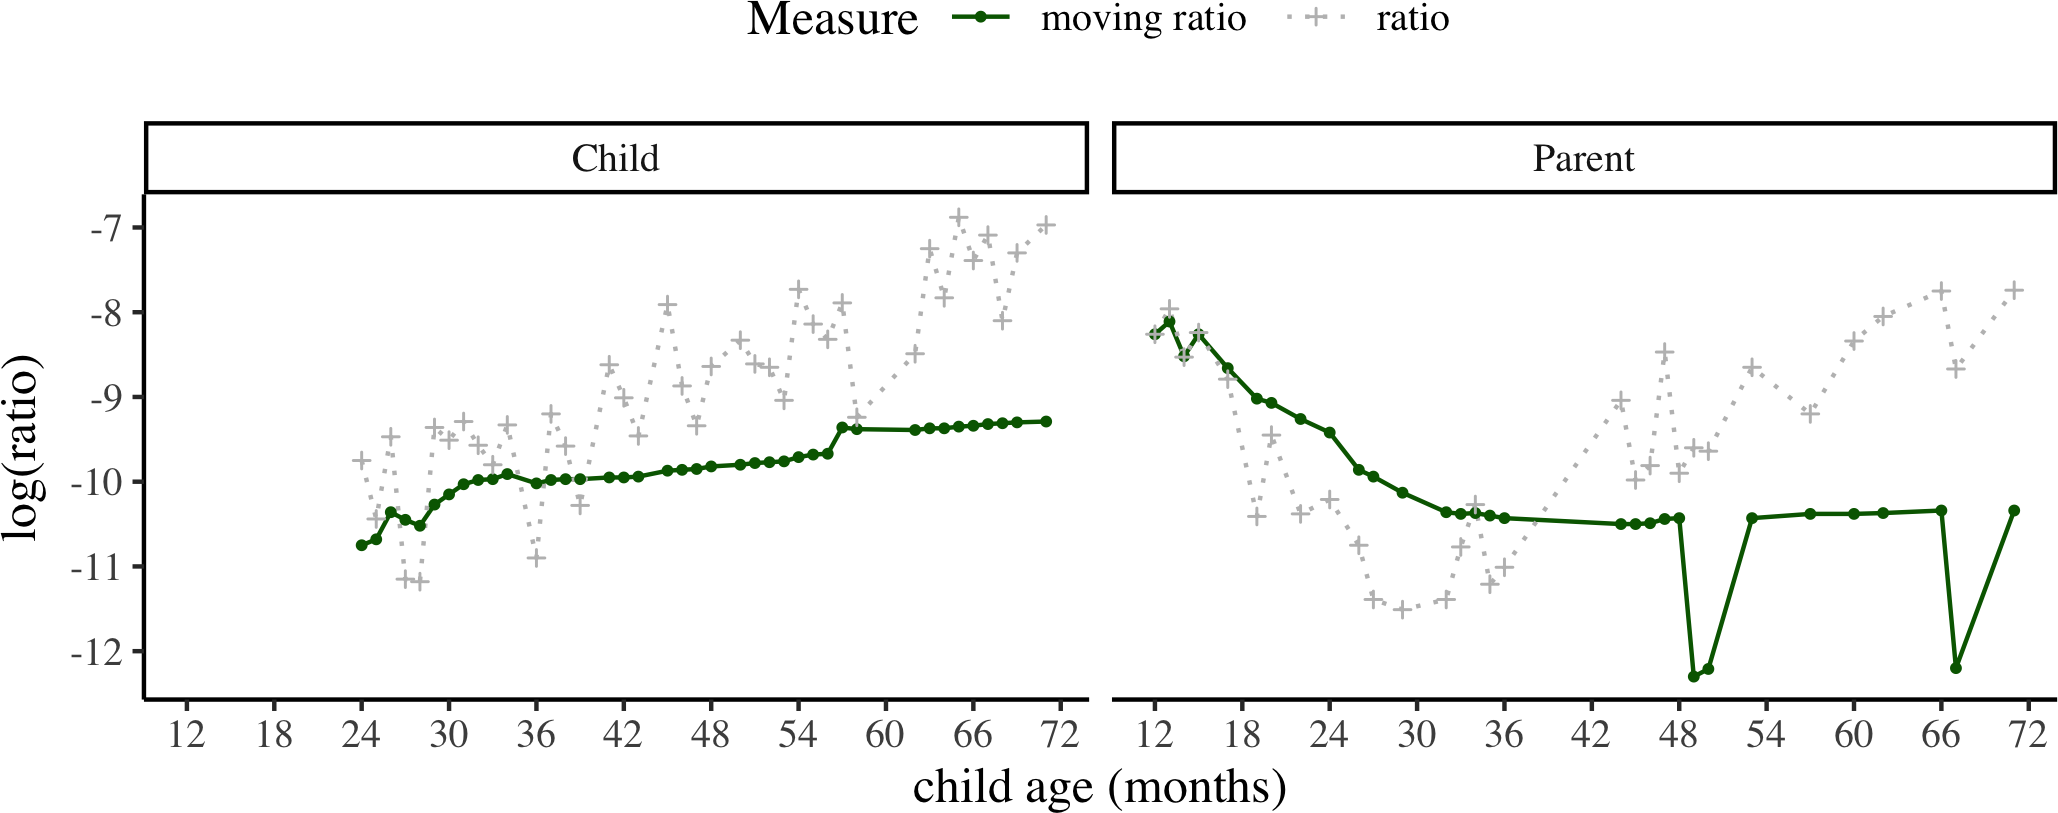 Measure moving ratio ratio
Child
Parent
-7
-8
-9
-10
-11
-12
log(ratio)
12 18 24 30 36 42 48 54 60 66 72
12 18 24 30 36 42 48 54 60 66 72
child age (months)